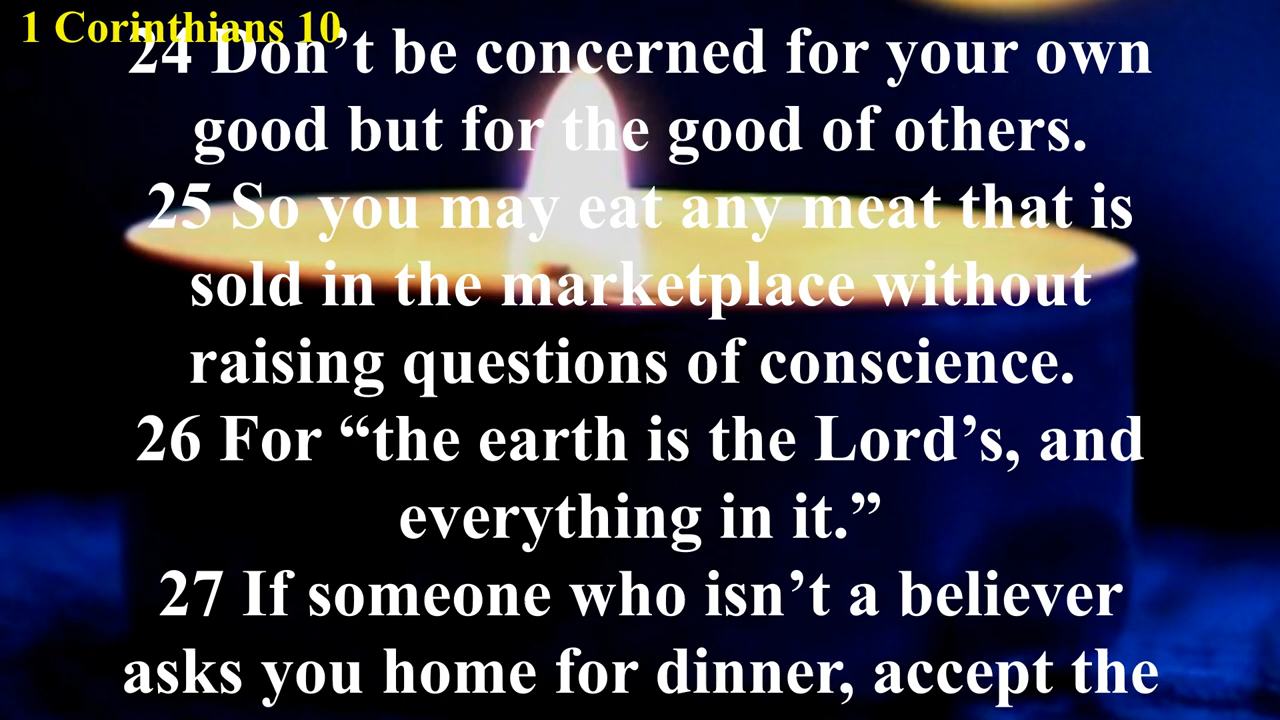 1 Corinthians 10
24 Don’t be concerned for your own
good but for the good of others.
25 So you may eat any meat that is
sold in the marketplace without
raising questions of conscience.
26 For “the earth is the Lord’s, and
everything in it.”
27 If someone who isn’t a believer
asks you home for dinner, accept the